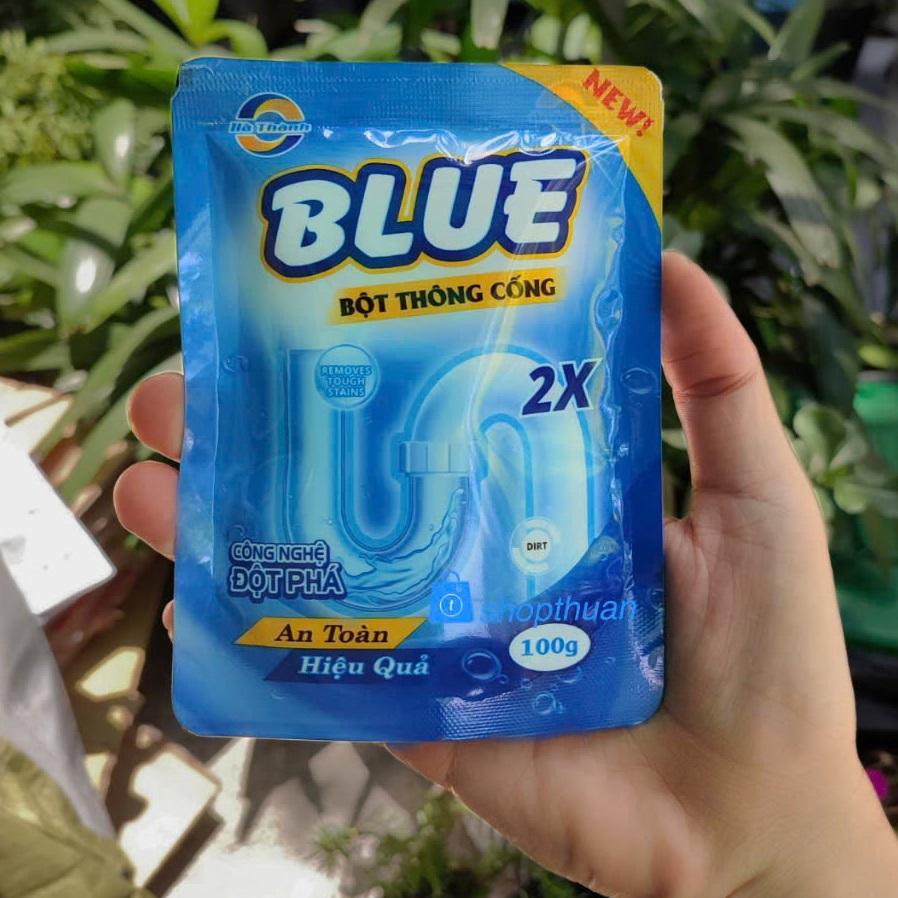 Hà Thành
NEW!
BLUE
BỘT THÔNG CỐNG
REMOVES
TOUGH
STAINS
2X
DIRT
CÔNG NGHỆ
ĐỘT PHÁ
t shopthuan
An Toàn
100g
Hiệu Quả